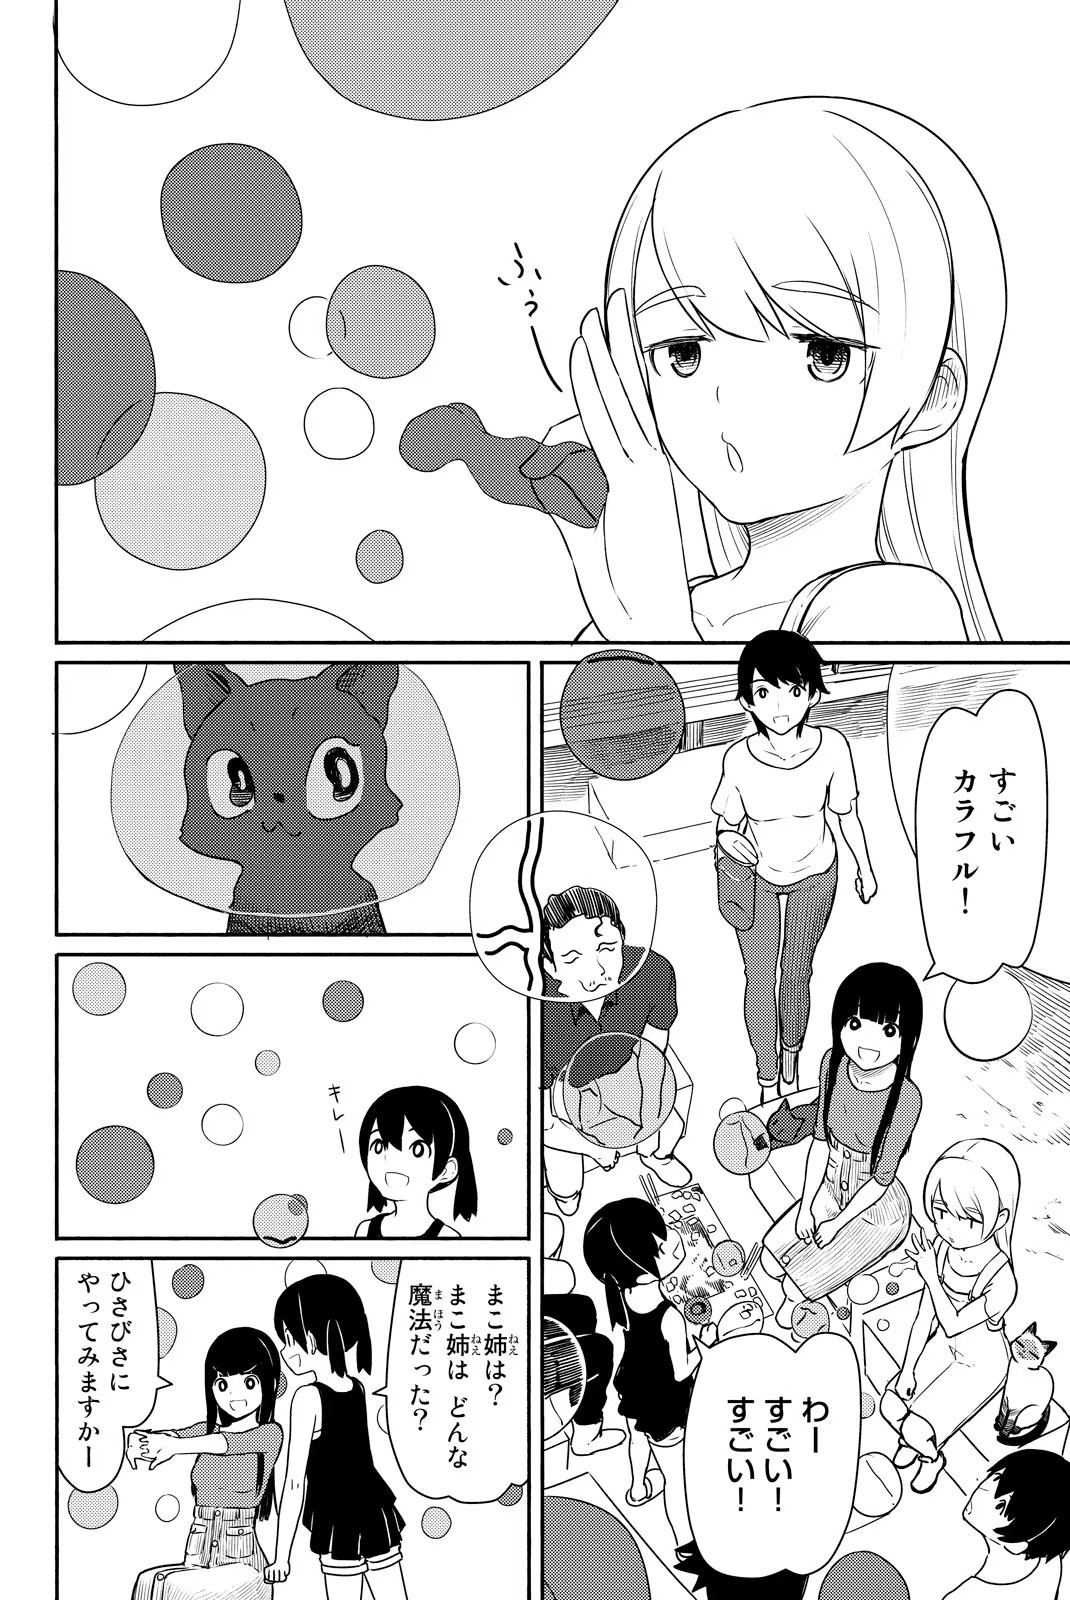 ふぅ
すごい
カラフル！
わー
すごい！
すごい！
キレー
まこ姉は？
まこ姉は どんな
魔法だった？
ひさびさに
やってみますかー